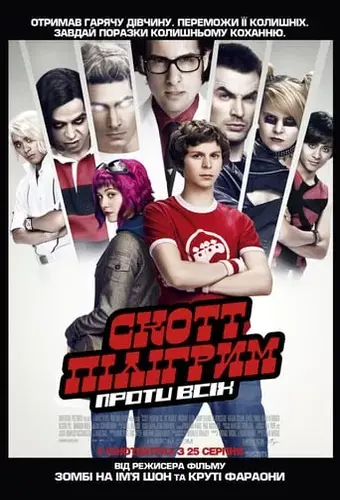 ОТРИМАВ ГАРЯЧУ ДІВЧИНУ. ПЕРЕМОЖИ ЇЇ КОЛИШНІХ.
ЗАВДАЙ ПОРАЗКИ КОЛИШНЬОМУ КОХАННЮ.
СКОТТ
ПІЛІГРИМ
ПРОТИ ВСІХ
У КІНОТЕАТРАХ З 25 СЕРПНЯ
ВІД РЕЖИСЕРА ФІЛЬМУ
ЗОМБІ НА ІМ'Я ШОН ТА КРУТІ ФАРАОНИ